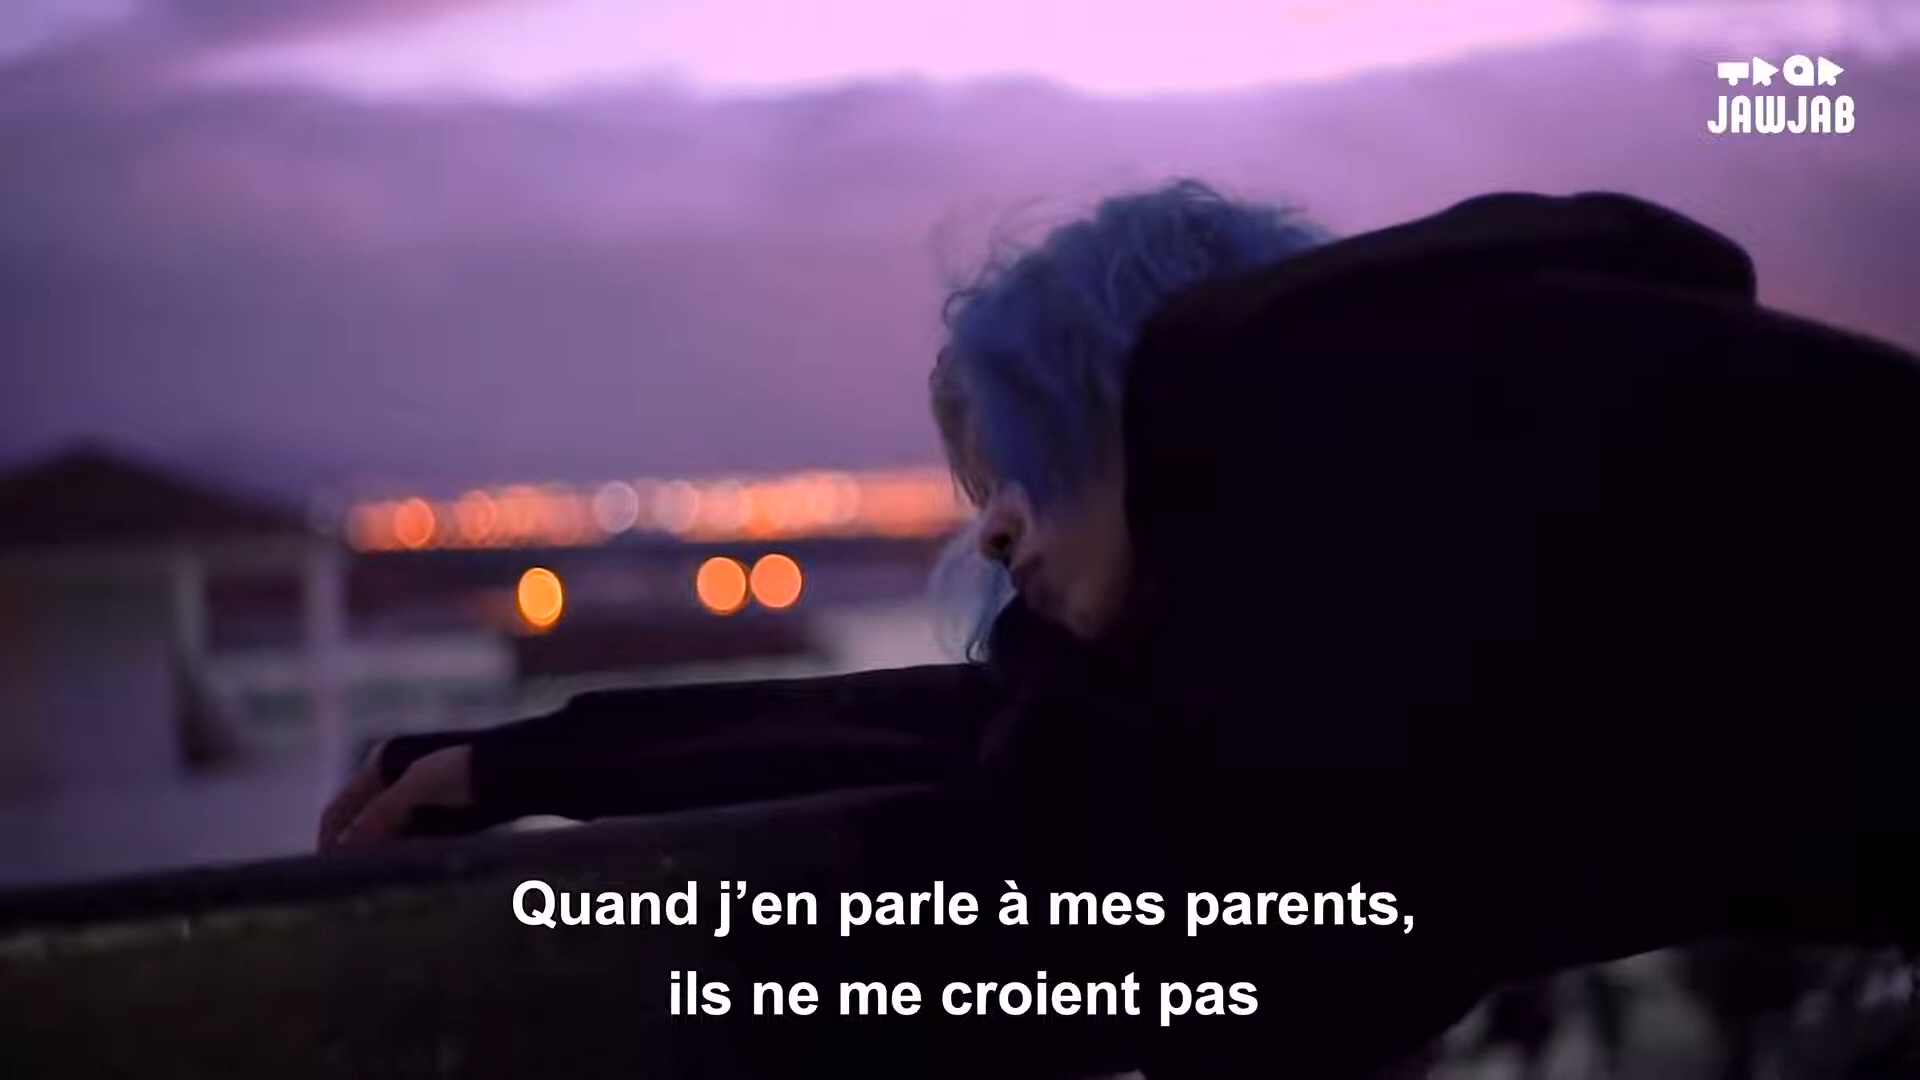 JAWJAB
Quand j’en parle à mes parents,
ils ne me croient pas